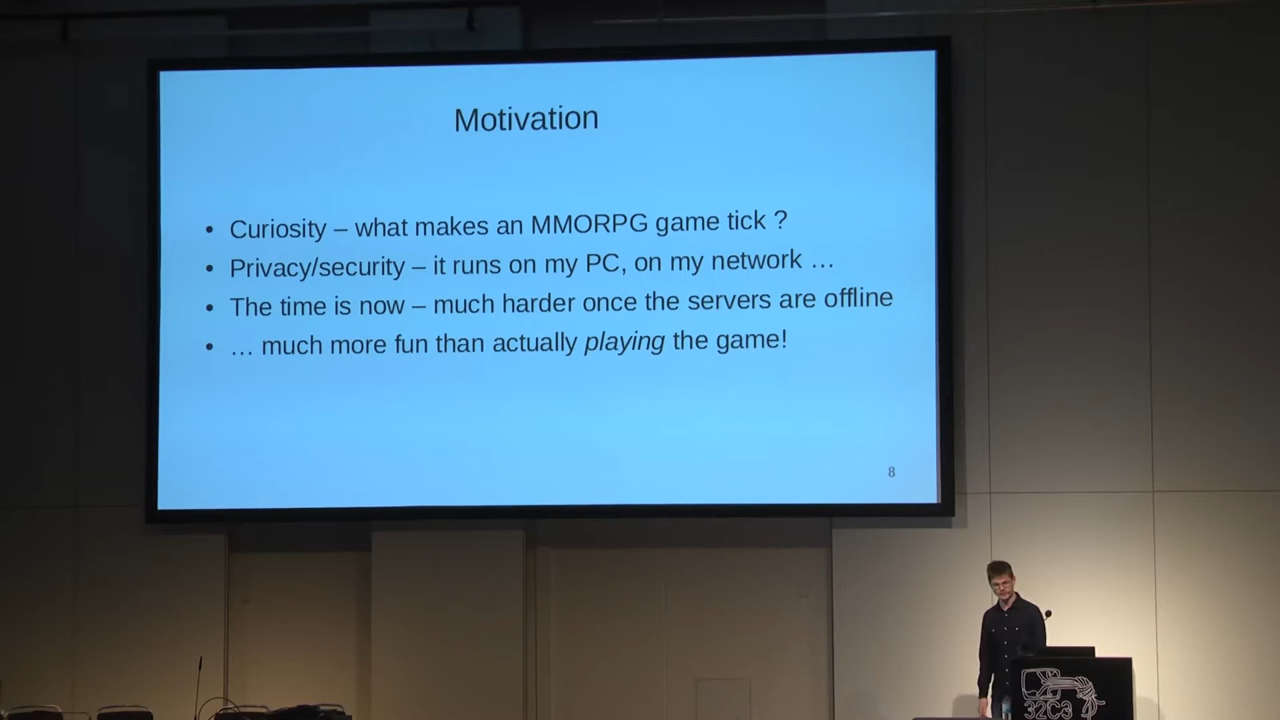 Motivation
• Curiosity – what makes an MMORPG game tick ?
• Privacy/security – it runs on my PC, on my network …
• The time is now – much harder once the servers are offline
• … much more fun than actually playing the game!
8
32C3